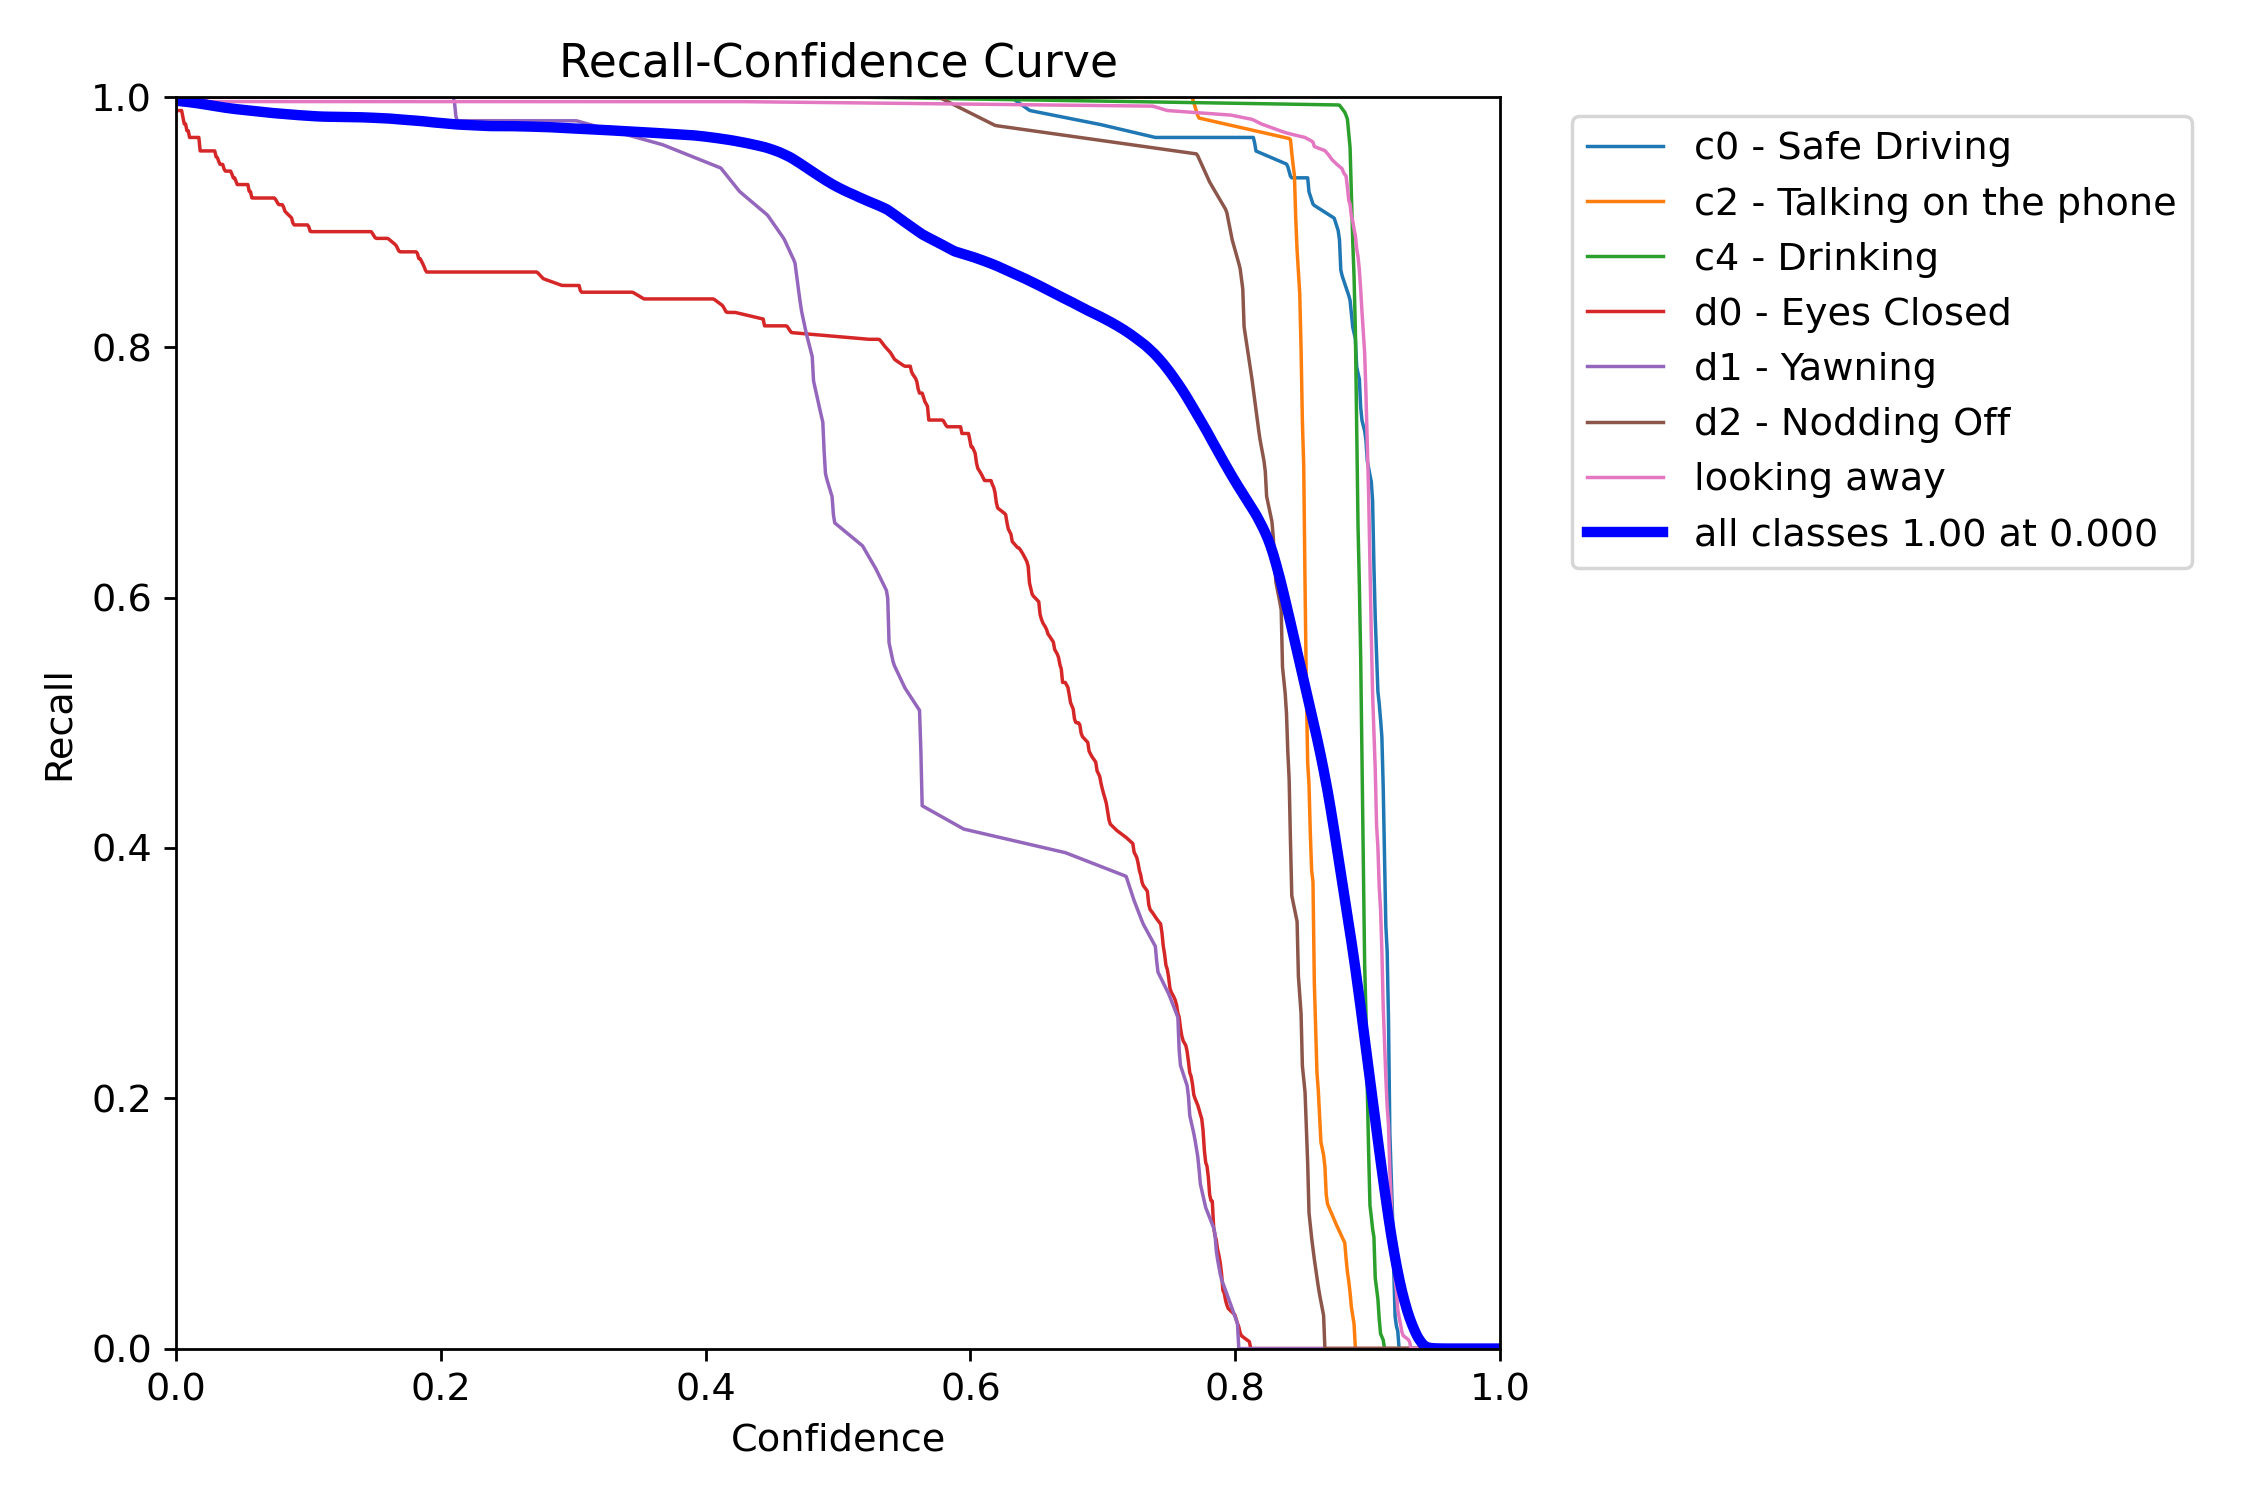 Recall-Confidence Curve
1.0
0.8
0.6
0.4
0.2
0.0
Recall
0.0 0.2 0.4 0.6 0.8 1.0
Confidence
c0 - Safe Driving
c2 - Talking on the phone
c4 - Drinking
d0 - Eyes Closed
d1 - Yawning
d2 - Nodding Off
looking away
all classes 1.00 at 0.000